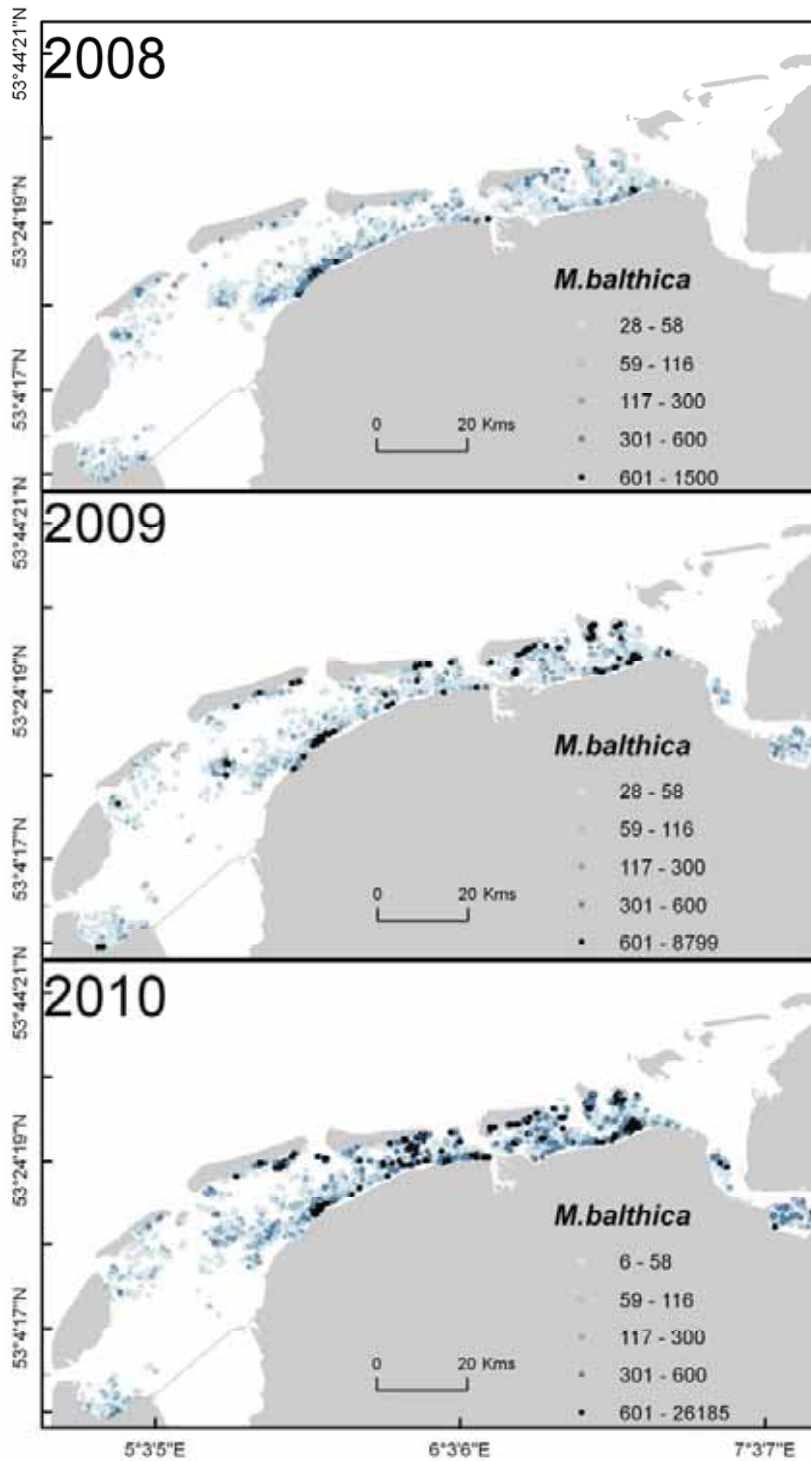 53°44'21"N
2008
53°24'19"N
M.balthica
28 - 58
59 - 116
53°4'17"N
117 - 300
0 20 Kms
301 - 600
601 - 1500
53°44'21"N
2009
53°24'19"N
M.balthica
28 - 58
59 - 116
53°4'17"N
117 - 300
0 20 Kms
301 - 600
601 - 8799
53°44'21"N
2010
53°24'19"N
M.balthica
6 - 58
59 - 116
53°4'17"N
117 - 300
0 20 Kms
301 - 600
601 - 26185
5°3'5"E 6°3'6"E 7°3'7"E